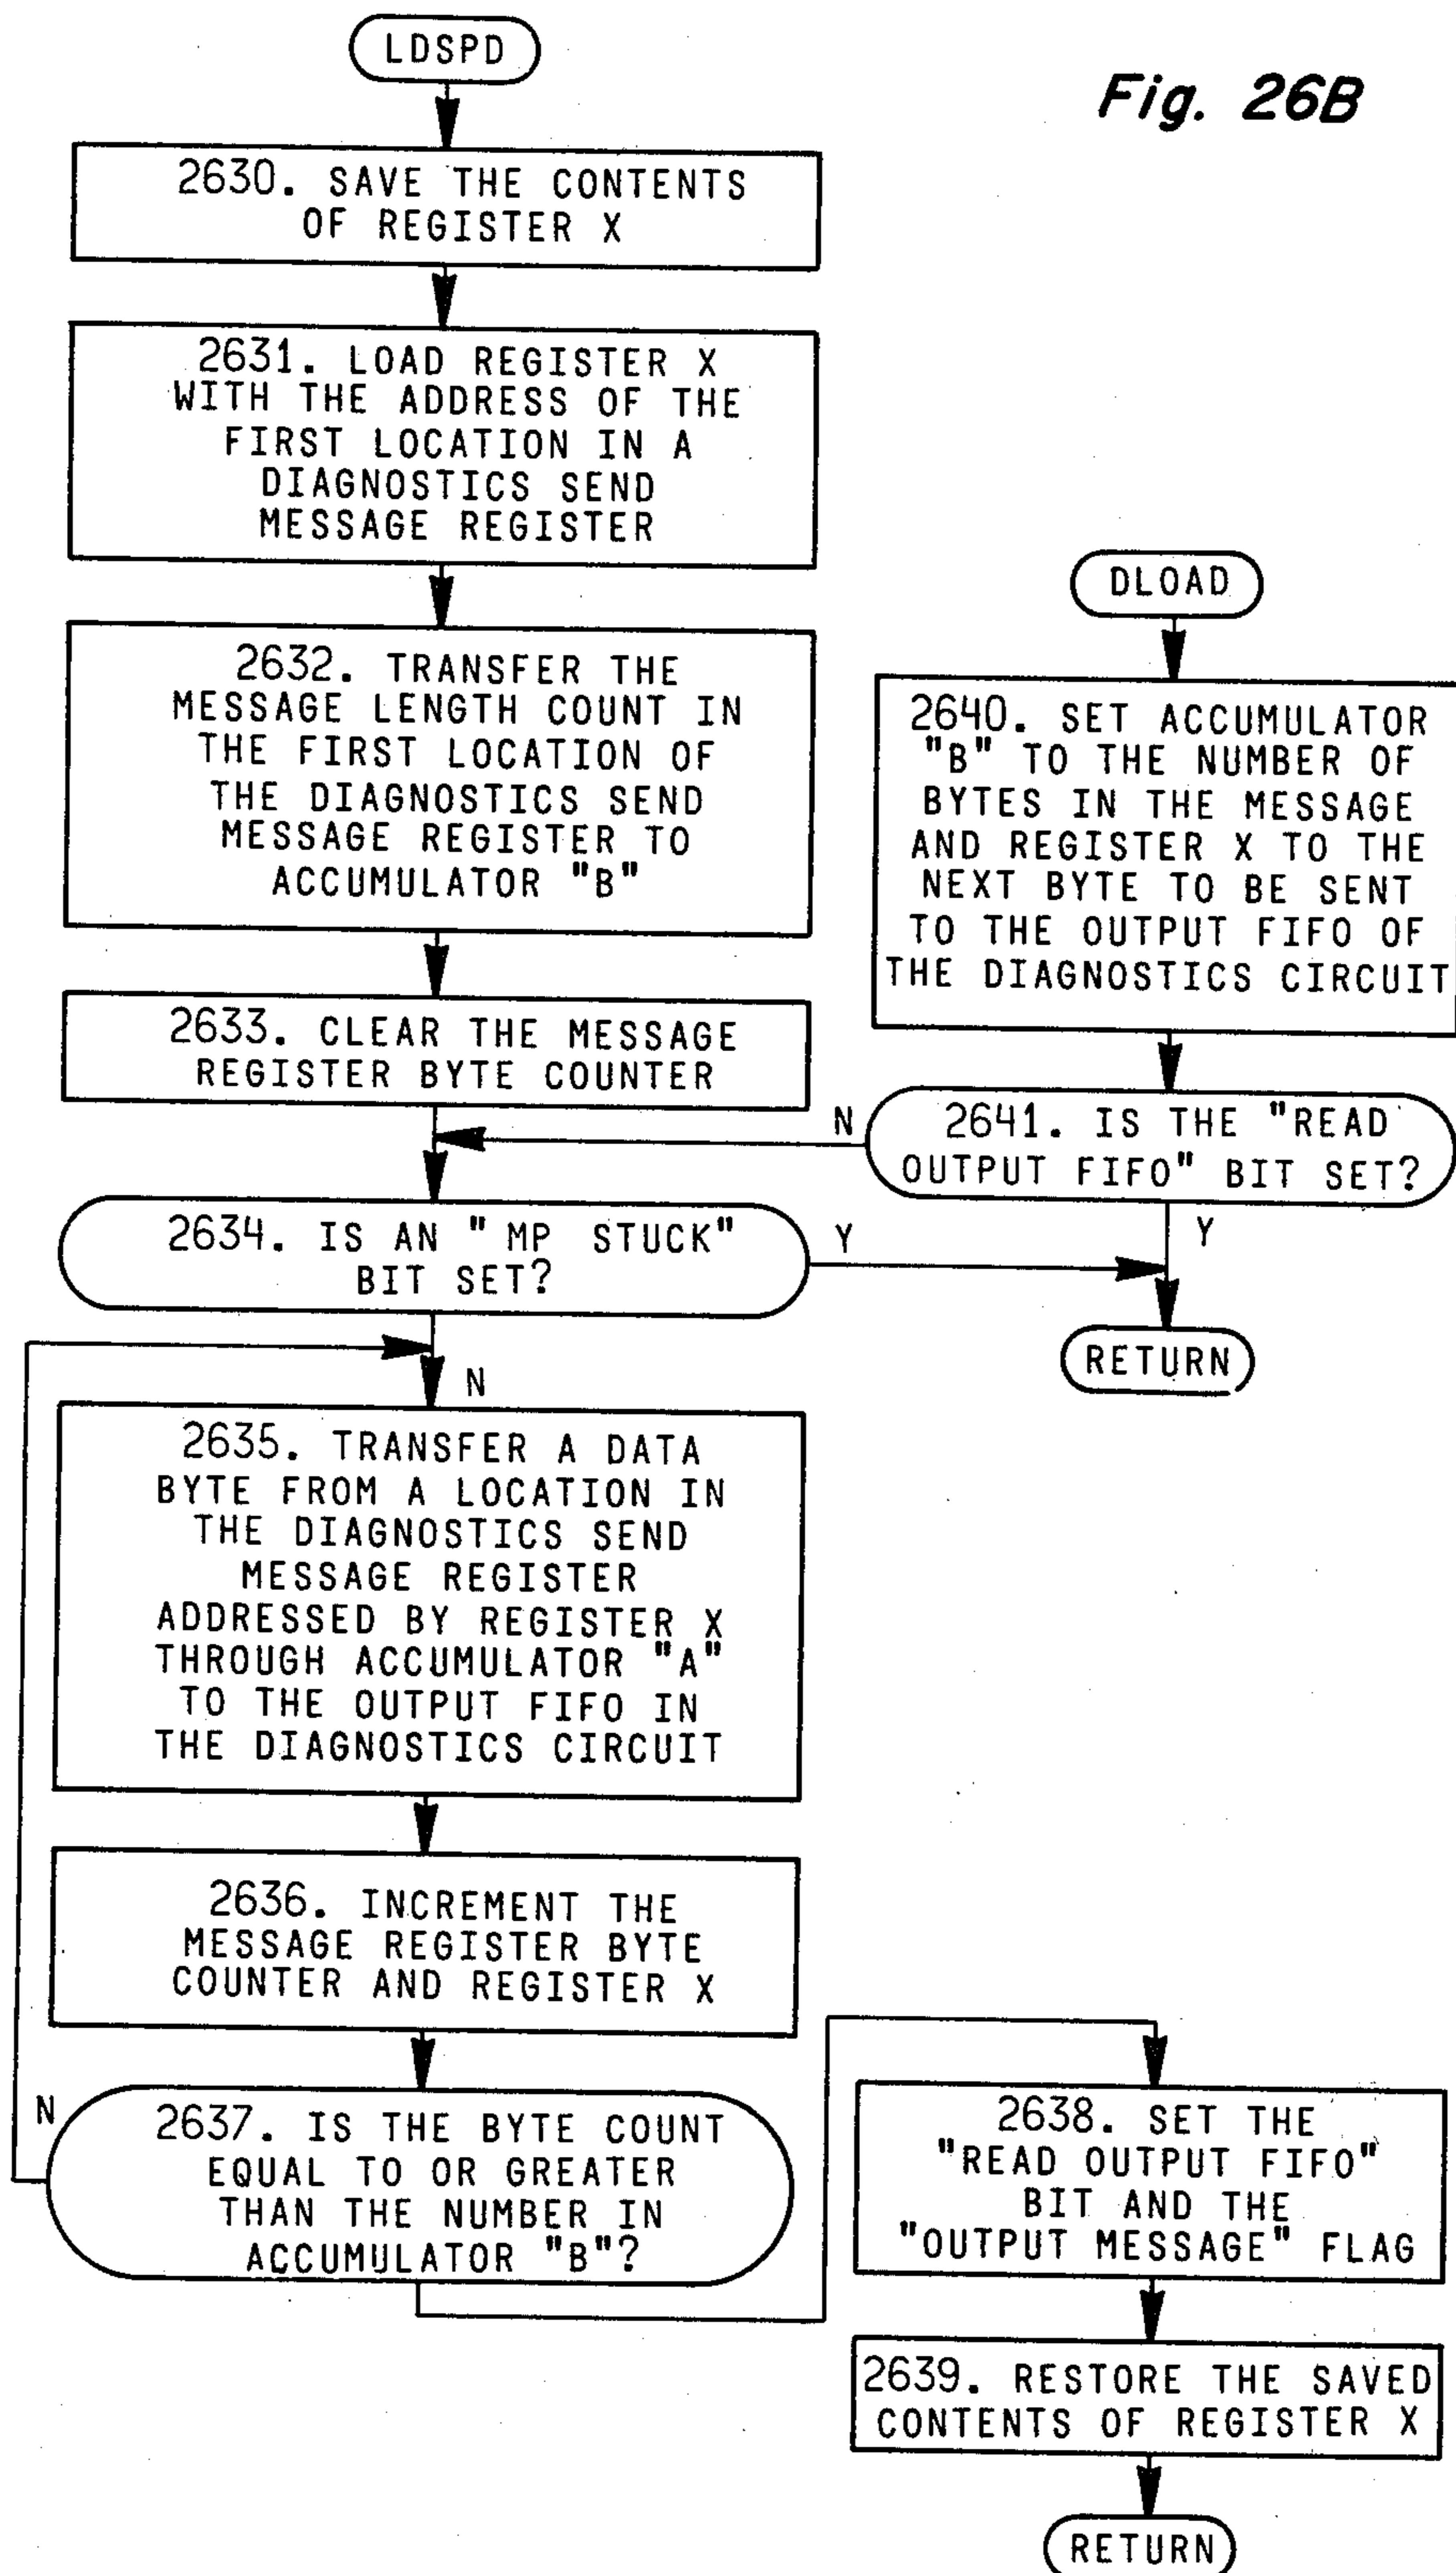 LDSPD
Fig. 26B
2630. SAVE THE CONTENTS
OF REGISTER X
2631. LOAD REGISTER X
WITH THE ADDRESS OF THE
FIRST LOCATION IN A
DIAGNOSTICS SEND
MESSAGE REGISTER
2632. TRANSFER THE
MESSAGE LENGTH COUNT IN
THE FIRST LOCATION OF
THE DIAGNOSTICS SEND
MESSAGE REGISTER TO
ACCUMULATOR "B"
2633. CLEAR THE MESSAGE
REGISTER BYTE COUNTER
2634. IS AN "MP STUCK"
BIT SET?
Y
N
2635. TRANSFER A DATA
BYTE FROM A LOCATION IN
THE DIAGNOSTICS SEND
MESSAGE REGISTER
ADDRESSED BY REGISTER X
THROUGH ACCUMULATOR "A"
TO THE OUTPUT FIFO IN
THE DIAGNOSTICS CIRCUIT
2636. INCREMENT THE
MESSAGE REGISTER BYTE
COUNTER AND REGISTER X
N
2637. IS THE BYTE COUNT
EQUAL TO OR GREATER
THAN THE NUMBER IN
ACCUMULATOR "B"?
DLOAD
2640. SET ACCUMULATOR
"B" TO THE NUMBER OF
BYTES IN THE MESSAGE
AND REGISTER X TO THE
NEXT BYTE TO BE SENT
TO THE OUTPUT FIFO OF
THE DIAGNOSTICS CIRCUIT
N
2641. IS THE "READ
OUTPUT FIFO" BIT SET?
Y
RETURN
2638. SET THE
"READ OUTPUT FIFO"
BIT AND THE
"OUTPUT MESSAGE" FLAG
2639. RESTORE THE SAVED
CONTENTS OF REGISTER X
RETURN